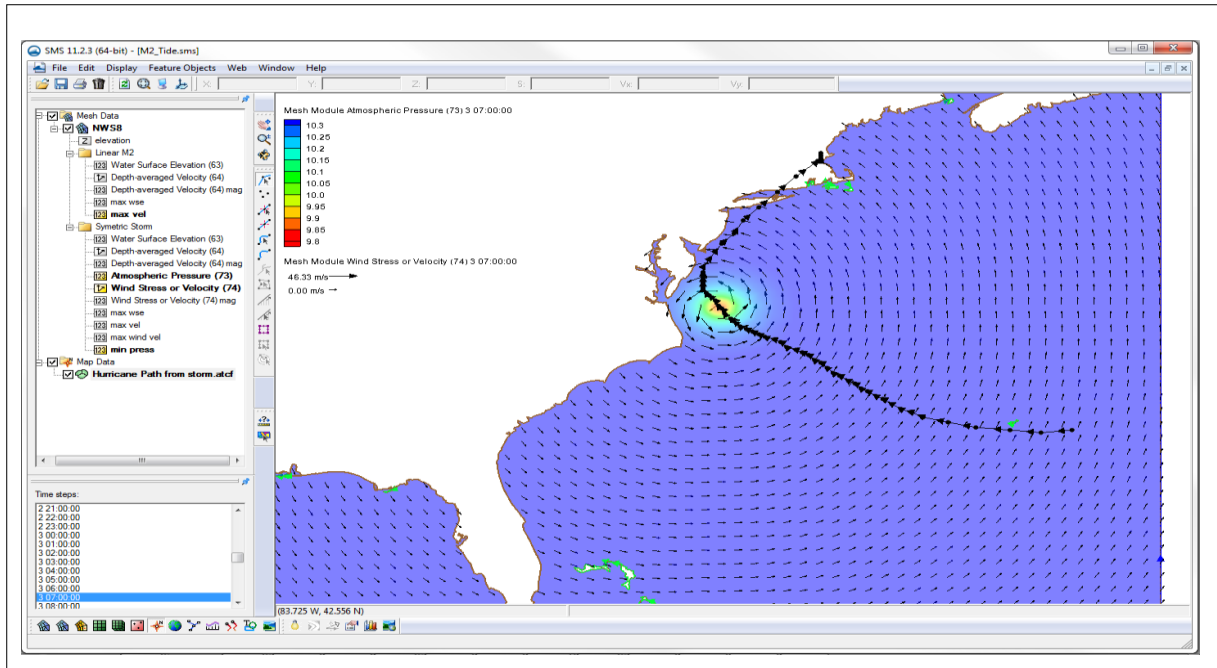 SMS 11.2.3 (64-bit) - [M2_Tide.sms]
File Edit Display Feature Objects Web Window Help
X: Y: Z: S: Vx: Vy:
Mesh Data
NWS8
elevation
Linear M2
Water Surface Elevation (63)
Depth-averaged Velocity (64)
Depth-averaged Velocity (64) mag
max wse
max vel
Symetric Storm
Water Surface Elevation (63)
Depth-averaged Velocity (64)
Depth-averaged Velocity (64) mag
Atmospheric Pressure (73)
Wind Stress or Velocity (74)
Wind Stress or Velocity (74) mag
max wse
max vel
max wind vel
min press
Map Data
Hurricane Path from storm.atcf
Time steps:
2 21:00:00
2 22:00:00
2 23:00:00
3 00:00:00
3 01:00:00
3 02:00:00
3 03:00:00
3 04:00:00
3 05:00:00
3 06:00:00
3 07:00:00
3 08:00:00
Mesh Module Atmospheric Pressure (73) 3 07:00:00
10.3
10.25
10.2
10.15
10.1
10.05
10.0
9.95
9.9
9.85
9.8
Mesh Module Wind Stress or Velocity (74) 3 07:00:00
46.33 m/s
0.00 m/s
(83.725 W, 42.556 N)